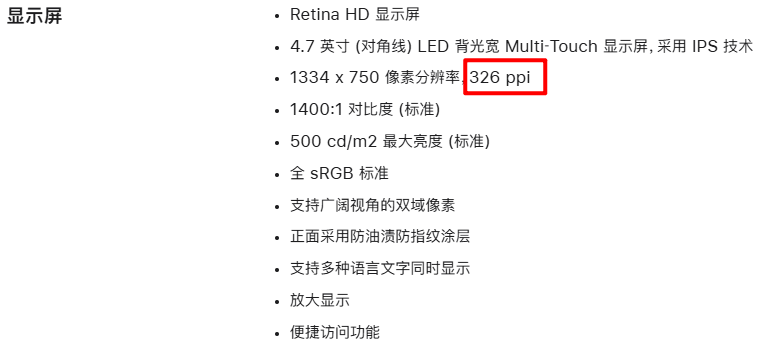 显示屏
Retina HD 显示屏
4.7 英寸 (对角线) LED 背光宽 Multi-Touch 显示屏, 采用 IPS 技术
1334 x 750 像素分辨率, 326 ppi
1400:1 对比度 (标准)
500 cd/m2 最大亮度 (标准)
全 sRGB 标准
支持广阔视角的双域像素
正面采用防油渍防指纹涂层
支持多种语言文字同时显示
放大显示
便捷访问功能